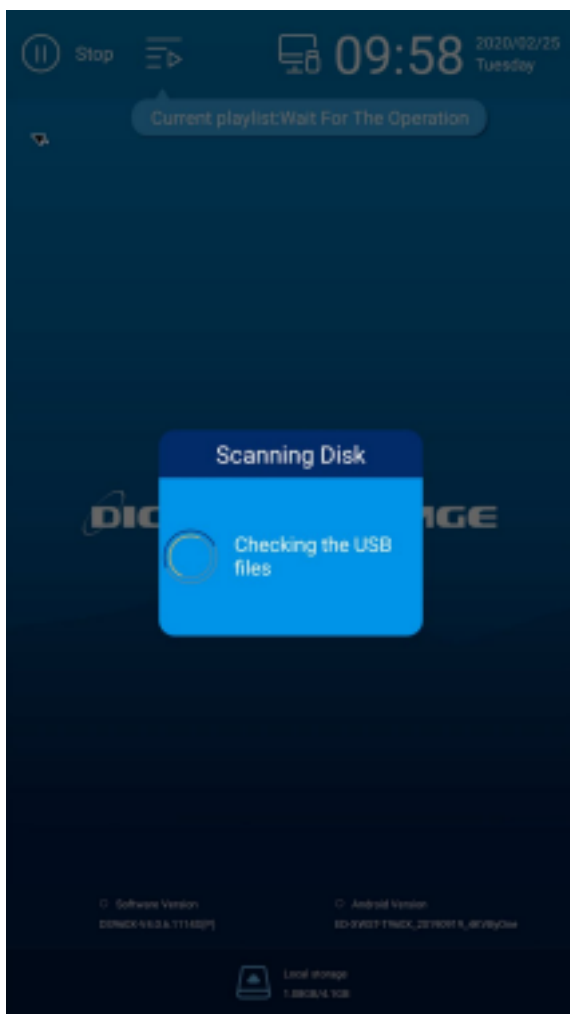 Stop
09:58
2020/02/25
Tuesday
Current playlist:Wait For The Operation
Scanning Disk
Checking the USB
files
Software Version
Android Version
Local storage